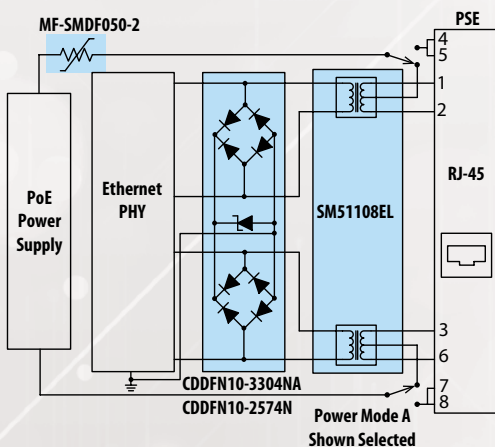 MF-SMDF050-2
PSE
4
5
1
2
Ethernet
PHY
PoE
Power
Supply
SM51108EL
RJ-45
3
6
7
8
CDDFN10-3304NA
CDDFN10-2574N
Power Mode A
Shown Selected